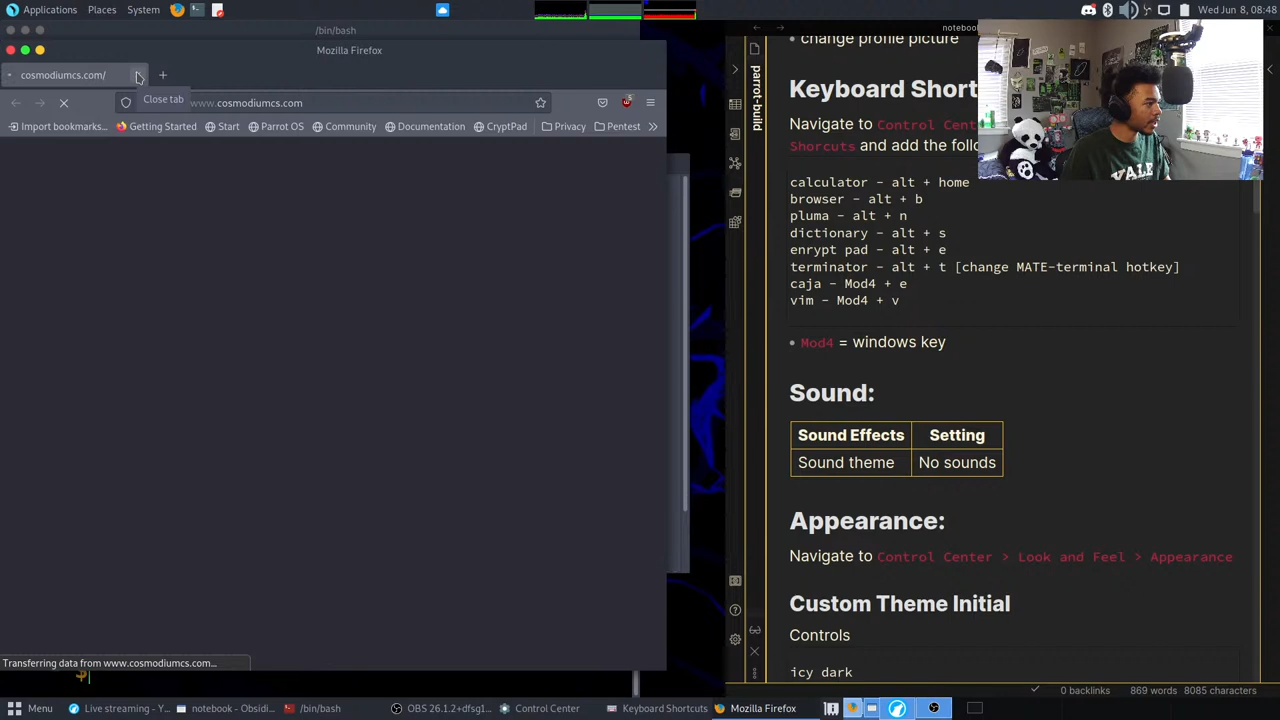 Applications Places System
Wed Jun 8, 08:48
/bin/bash
Mozilla Firefox
cosmodiumcs.com/
Close tab
www.cosmodiumcs.com
Import bookmarks... Getting Started Start Parrot OS Community Documentation CryptPad Privacy Pentest
Transferring data from www.cosmodiumcs.com...
$
notebook
parrot-build
change profile picture
Keyboard Short
Navigate to Control Cent
Shorcuts and add the follo
calculator - alt + home
browser - alt + b
pluma - alt + n
dictionary - alt + s
enrypt pad - alt + e
terminator - alt + t [change MATE-terminal hotkey]
caja - Mod4 + e
vim - Mod4 + v
Mod4 = windows key
Sound:
Sound Effects Setting
Sound theme No sounds
Appearance:
Navigate to Control Center > Look and Feel > Appearance
Custom Theme Initial
Controls
icy dark
0 backlinks 869 words 8085 characters
YALE
Menu Live streaming - Y... notebook - Obsidi... /bin/bash OBS 26.1.2+dfsg1... Control Center Keyboard Shortcuts Mozilla Firefox